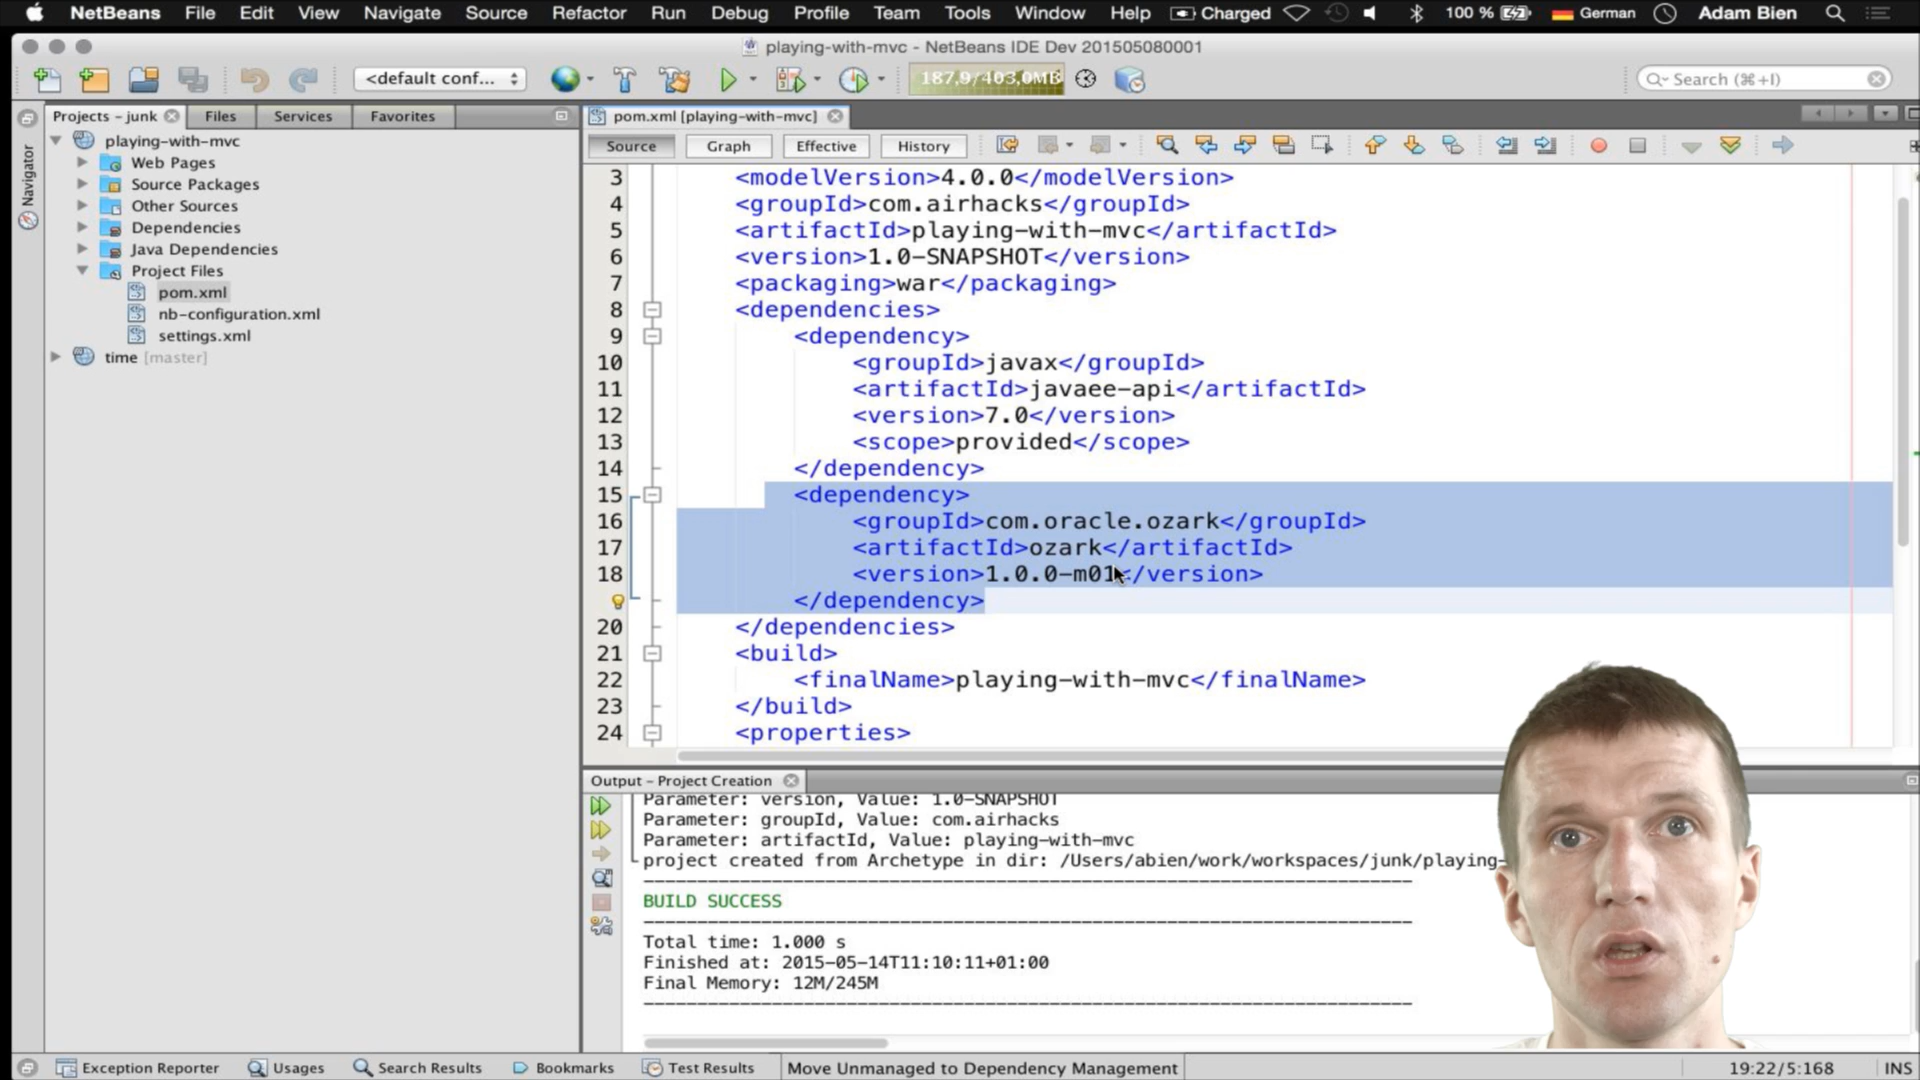 NetBeans File Edit View Navigate Source Refactor Run Debug Profile Team Tools Window Help Charged 100 % German Adam Bien
playing-with-mvc - NetBeans IDE Dev 201505080001
<default conf... 187,9/403,0MB Search (⌘+I)
Projects - junk Files Services Favorites
pom.xml [playing-with-mvc]
Source Graph Effective History
Navigator
playing-with-mvc
Web Pages
Source Packages
Other Sources
Dependencies
Java Dependencies
Project Files
pom.xml
nb-configuration.xml
settings.xml
time [master]
3 <modelVersion>4.0.0</modelVersion>
4 <groupId>com.airhacks</groupId>
5 <artifactId>playing-with-mvc</artifactId>
6 <version>1.0-SNAPSHOT</version>
7 <packaging>war</packaging>
8 <dependencies>
9 <dependency>
10 <groupId>javax</groupId>
11 <artifactId>javaee-api</artifactId>
12 <version>7.0</version>
13 <scope>provided</scope>
14 </dependency>
15 <dependency>
16 <groupId>com.oracle.ozark</groupId>
17 <artifactId>ozark</artifactId>
18 <version>1.0.0-m01</version>
</dependency>
20 </dependencies>
21 <build>
22 <finalName>playing-with-mvc</finalName>
23 </build>
24 <properties>
Output - Project Creation
Parameter: version, Value: 1.0-SNAPSHOT
Parameter: groupId, Value: com.airhacks
Parameter: artifactId, Value: playing-with-mvc
project created from Archetype in dir: /Users/abien/work/workspaces/junk/playing-
BUILD SUCCESS
Total time: 1.000 s
Finished at: 2015-05-14T11:10:11+01:00
Final Memory: 12M/245M
Exception Reporter Usages Search Results Bookmarks Test Results Move Unmanaged to Dependency Management 19:22/5:168 INS